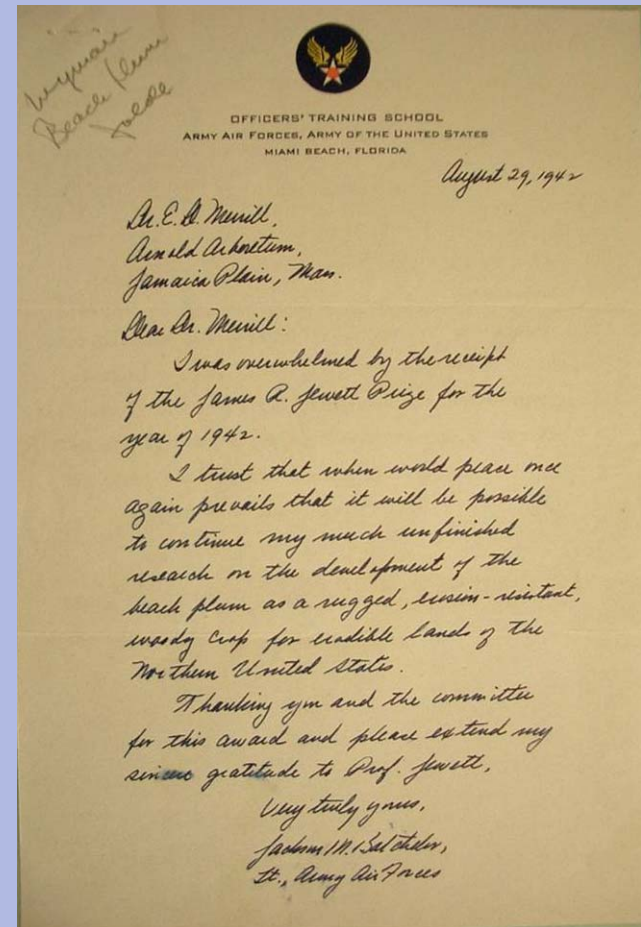 Wyman
Beach Plum
folder
OFFICERS' TRAINING SCHOOL
ARMY AIR FORCES, ARMY OF THE UNITED STATES
MIAMI BEACH, FLORIDA
August 29, 1942
Dr. E. D. Merrill,
Arnold Arboretum,
Jamaica Plain, Mass.
Dear Dr. Merrill:
I was overwhelmed by the receipt
of the James R. Jewett Prize for the
year of 1942.
I trust that when world peace once
again prevails that it will be possible
to continue my much unfinished
research on the development of the
beach plum as a rugged, erosion-resistant,
woody crop for erodible lands of the
Northern United States.
Thanking you and the committee
for this award and please extend my
sincere gratitude to Prof. Jewett,
Very truly yours,
Jackson M. Batchelor,
Lt., Army Air Forces